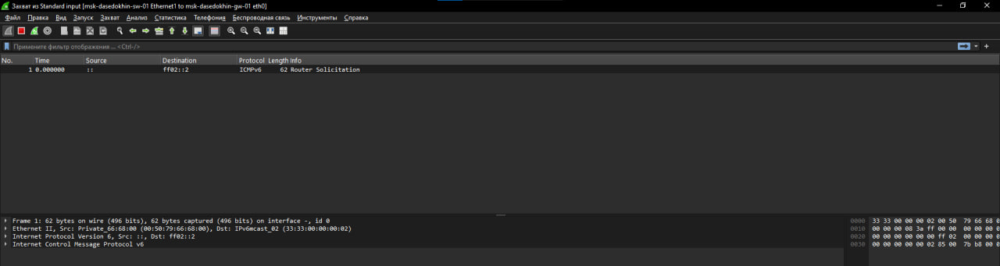 Захват из Standard input [msk-dasedokhin-sw-01 Ethernet1 to msk-dasedokhin-gw-01 eth0]
Файл Правка Вид Запуск Захват Анализ Статистика Телефония Беспроводная связь Инструменты Справка
Примените фильтр отображения ... <Ctrl-/>
No. Time Source Destination Protocol Length Info
1 0.000000 :: ff02::2 ICMPv6 62 Router Solicitation
Frame 1: 62 bytes on wire (496 bits), 62 bytes captured (496 bits) on interface -, id 0
Ethernet II, Src: Private_66:68:00 (00:50:79:66:68:00), Dst: IPv6mcast_02 (33:33:00:00:00:02)
Internet Protocol Version 6, Src: ::, Dst: ff02::2
Internet Control Message Protocol v6
0000 33 33 00 00 00 02 00 50 79 66 68 0
0010 00 00 00 08 3a ff 00 00 00 00 00 0
0020 00 00 00 00 00 00 ff 02 00 00 00 0
0030 00 00 00 00 00 02 85 00 7b b8 00 0